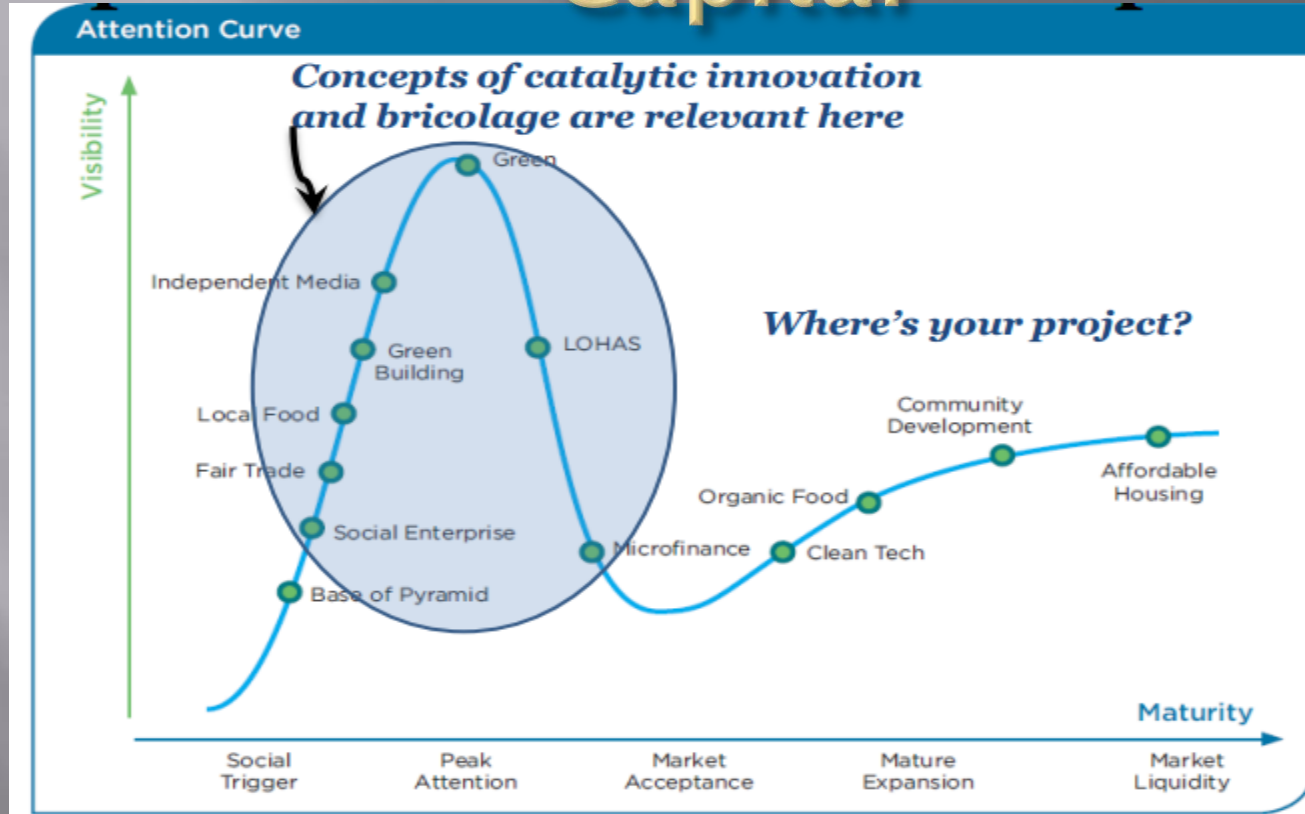 Capital
Attention Curve
Concepts of catalytic innovation
and bricolage are relevant here
Visibility
Green
Independent Media
Where's your project?
Green
Building
LOHAS
Local Food
Community
Development
Fair Trade
Affordable
Housing
Organic Food
Social Enterprise
Microfinance
Clean Tech
Base of Pyramid
Maturity
Social
Trigger
Peak
Attention
Market
Acceptance
Mature
Expansion
Market
Liquidity